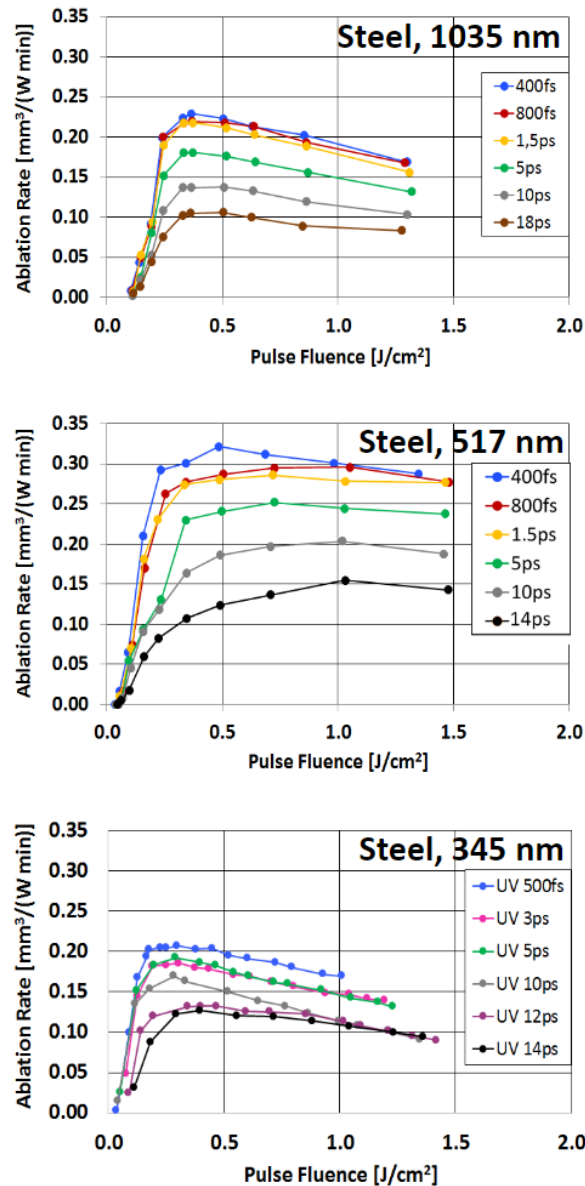 Steel, 1035 nm
Ablation Rate [mm³/(W min)]
0.35
0.30
0.25
0.20
0.15
0.10
0.05
0.00
400fs
800fs
1,5ps
5ps
10ps
18ps
0.0 0.5 1.0 1.5 2.0
Pulse Fluence [J/cm²]
Steel, 517 nm
Ablation Rate [mm³/(W min)]
0.35
0.30
0.25
0.20
0.15
0.10
0.05
0.00
400fs
800fs
1.5ps
5ps
10ps
14ps
0.0 0.5 1.0 1.5 2.0
Pulse Fluence [J/cm²]
Steel, 345 nm
Ablation Rate [mm³/(W min)]
0.35
0.30
0.25
0.20
0.15
0.10
0.05
0.00
UV 500fs
UV 3ps
UV 5ps
UV 10ps
UV 12ps
UV 14ps
0.0 0.5 1.0 1.5 2.0
Pulse Fluence [J/cm²]